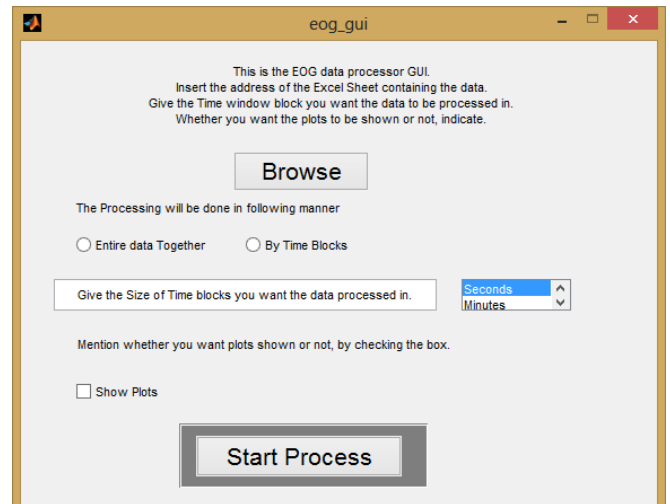 eog_gui
This is the EOG data processor GUI.
Insert the address of the Excel Sheet containing the data.
Give the Time window block you want the data to be processed in.
Whether you want the plots to be shown or not, indicate.
Browse
The Processing will be done in following manner
Entire data Together By Time Blocks
Give the Size of Time blocks you want the data processed in. Seconds
Minutes
Mention whether you want plots shown or not, by checking the box.
Show Plots
Start Process